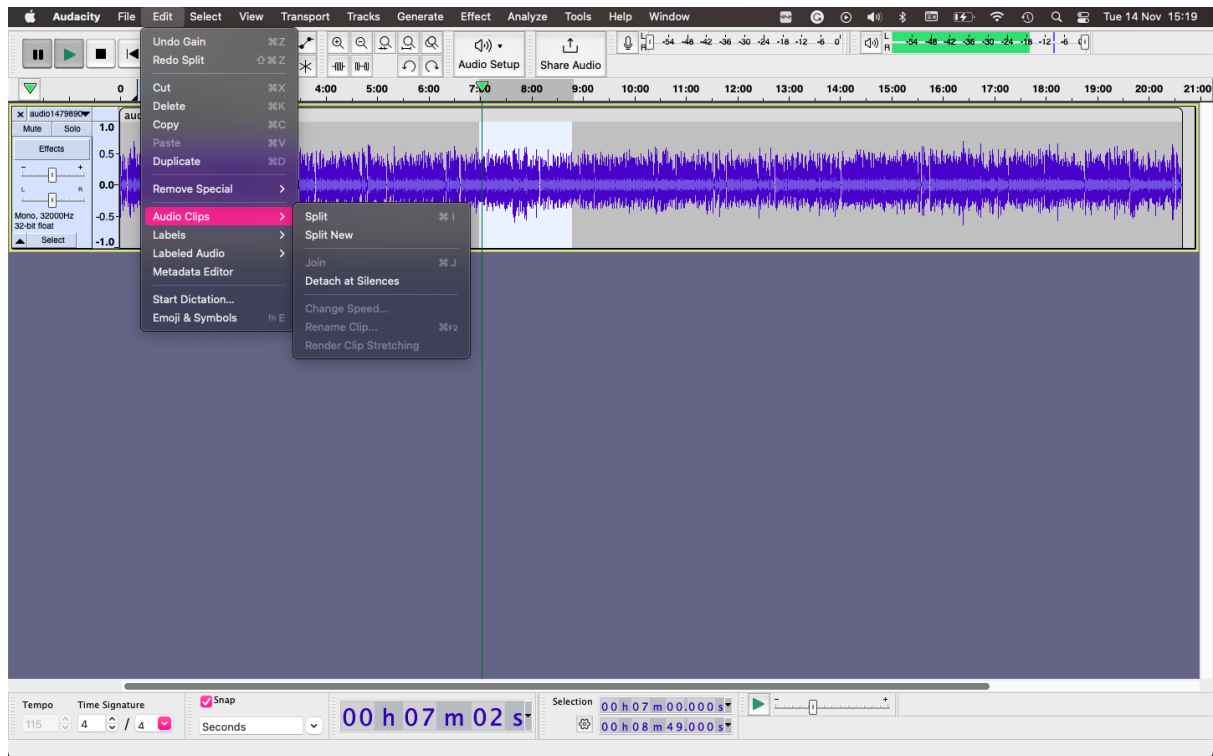 Audacity File Edit Select View Transport Tracks Generate Effect Analyze Tools Help Window Tue 14 Nov 15:19
Undo Gain ⌘Z
Redo Split ⇧⌘Z
Cut ⌘X
Delete ⌘K
Copy ⌘C
Paste ⌘V
Duplicate ⌘D
Remove Special >
Audio Clips >
Labels >
Labeled Audio >
Metadata Editor
Start Dictation...
Emoji & Symbols fn E
Split ⌘ I
Split New
Join ⌘ J
Detach at Silences
Change Speed...
Rename Clip... ⌘F2
Render Clip Stretching
Audio Setup
Share Audio
L R -54 -48 -42 -36 -30 -24 -18 -12 -6 0
L R -54 -48 -42 -36 -30 -24 -18 -12 -6 0
0 4:00 5:00 6:00 7:00 8:00 9:00 10:00 11:00 12:00 13:00 14:00 15:00 16:00 17:00 18:00 19:00 20:00 21:00
audio1479890
Mute Solo
Effects
- +
L R
Mono, 32000Hz
32-bit float
Select
1.0
0.5
0.0
-0.5
-1.0
Tempo Time Signature
115 4 / 4
Snap
Seconds
00 h 07 m 02 s
Selection
00 h 07 m 00.000 s
00 h 08 m 49.000 s
- +